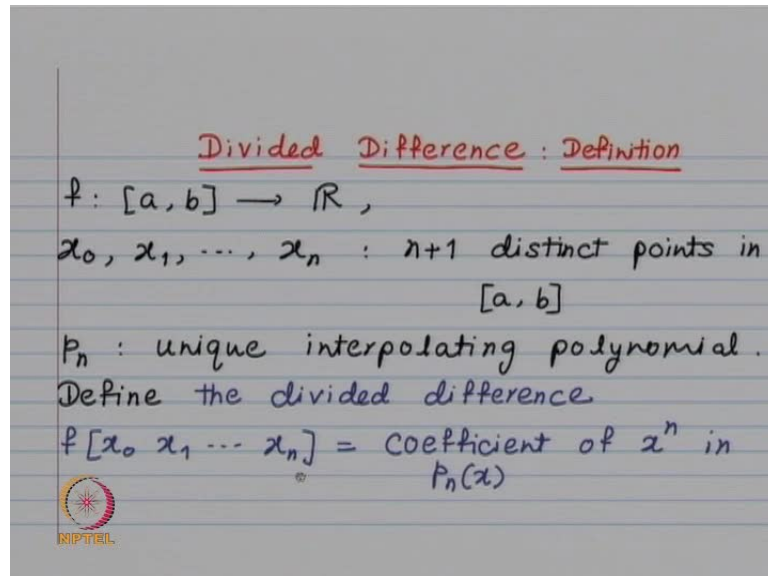 Divided Difference : Definition
f : [a, b] → ℝ ,
x₀, x₁, ···, xₙ : n+1 distinct points in
[a, b]
pₙ : unique interpolating polynomial .
Define the divided difference
f [x₀ x₁ ··· xₙ] = coefficient of xⁿ in
pₙ(x)
NPTEL